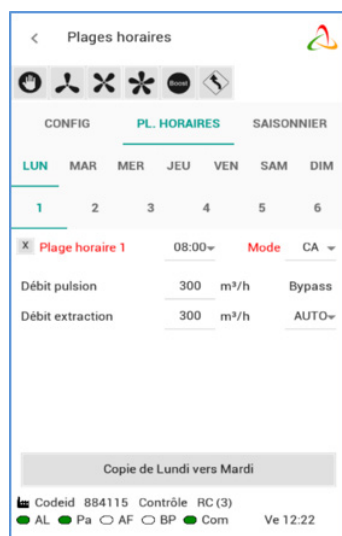 Plages horaires
Boost
CONFIG PL. HORAIRES SAISONNIER
LUN MAR MER JEU VEN SAM DIM
1 2 3 4 5 6
X Plage horaire 1 08:00 Mode CA
Débit pulsion 300 m³/h Bypass
Débit extraction 300 m³/h AUTO
Copie de Lundi vers Mardi
Codeid 884115 Contrôle RC (3)
AL Pa AF BP Com Ve 12:22